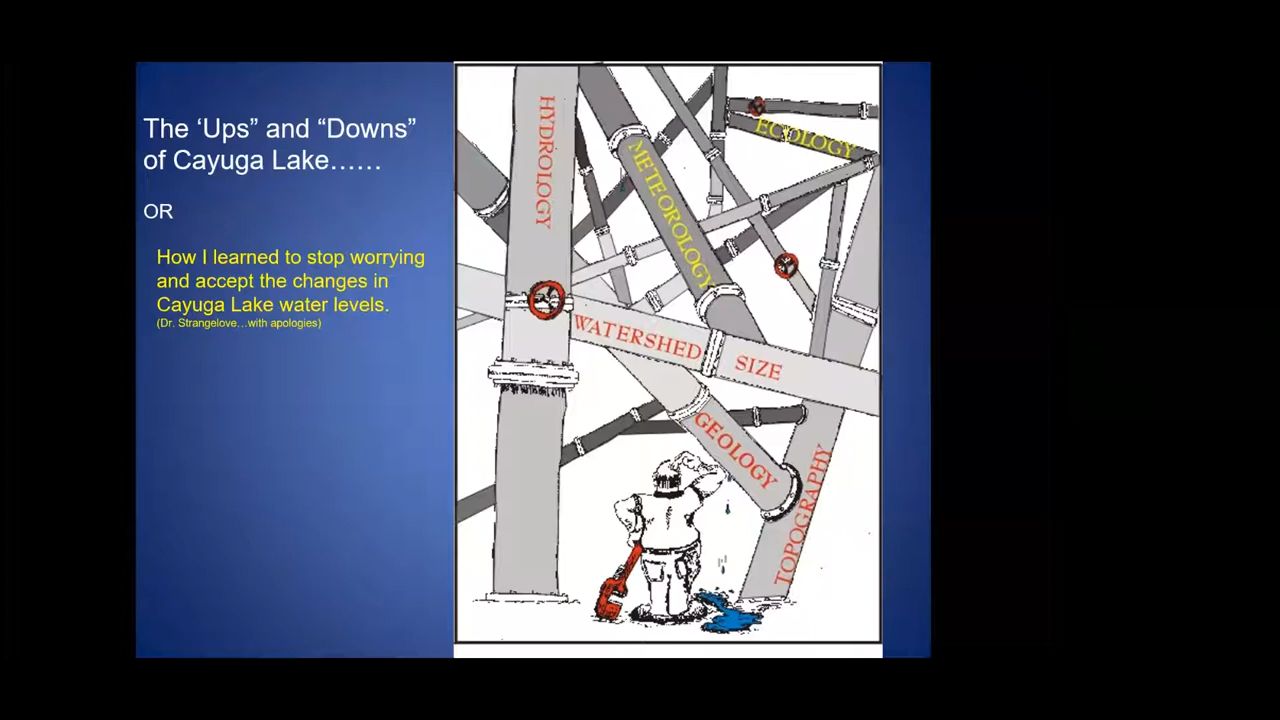 The ‘Ups” and “Downs”
of Cayuga Lake……
OR
How I learned to stop worrying
and accept the changes in
Cayuga Lake water levels.
(Dr. Strangelove…with apologies)
HYDROLOGY
METEOROLOGY
ECOLOGY
WATERSHED SIZE
GEOLOGY
TOPOGRAPHY